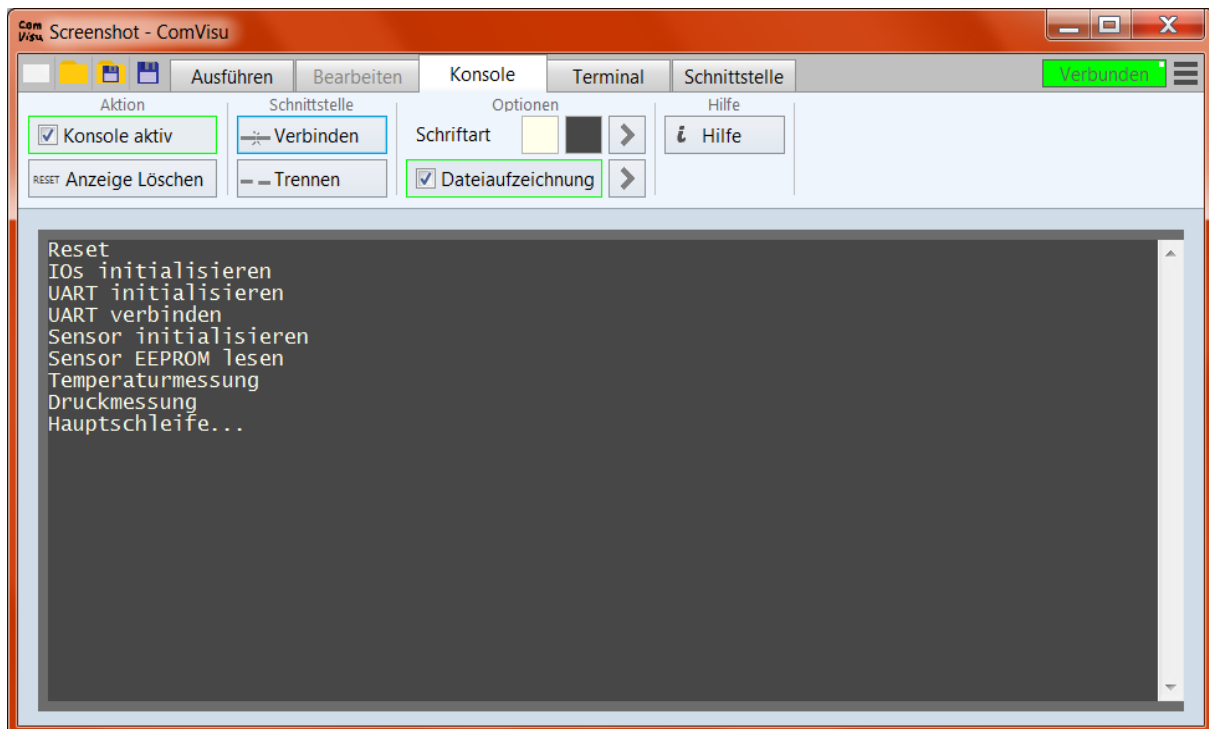 Com Visu Screenshot - ComVisu X
Ausführen Bearbeiten Konsole Terminal Schnittstelle Verbunden
Aktion Schnittstelle Optionen Hilfe
Konsole aktiv Verbinden Schriftart i Hilfe
RESET Anzeige Löschen Trennen Dateiaufzeichnung
Reset
IOs initialisieren
UART initialisieren
UART verbinden
Sensor initialisieren
Sensor EEPROM lesen
Temperaturmessung
Druckmessung
Hauptschleife...